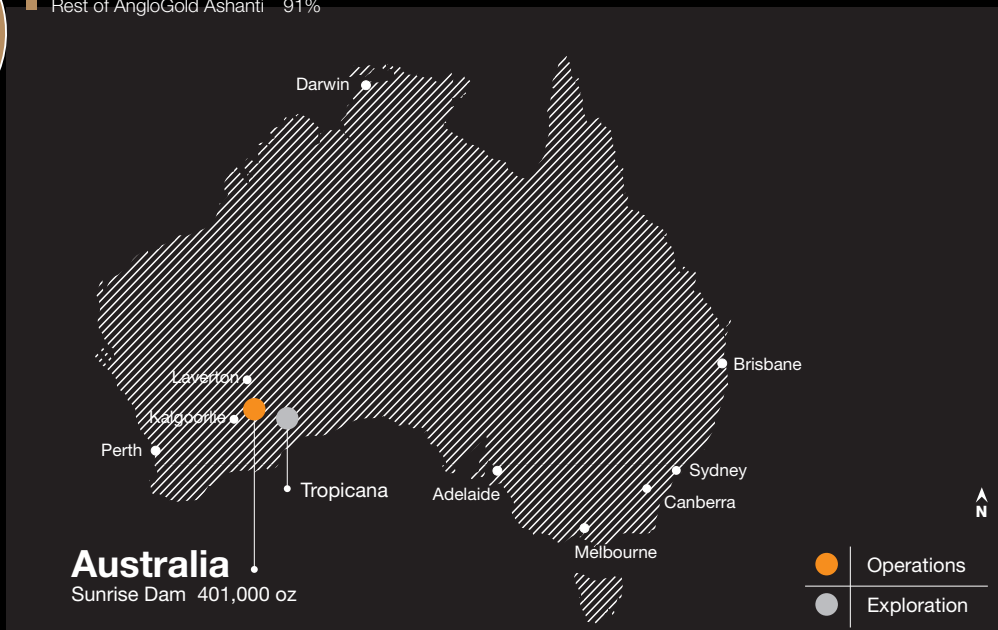 Rest of AngloGold Ashanti 91%
Darwin
Laverton
Brisbane
Kalgoorlie
Perth
Sydney
Tropicana
Adelaide
Canberra
N
Melbourne
Australia
Sunrise Dam 401,000 oz
Operations
Exploration